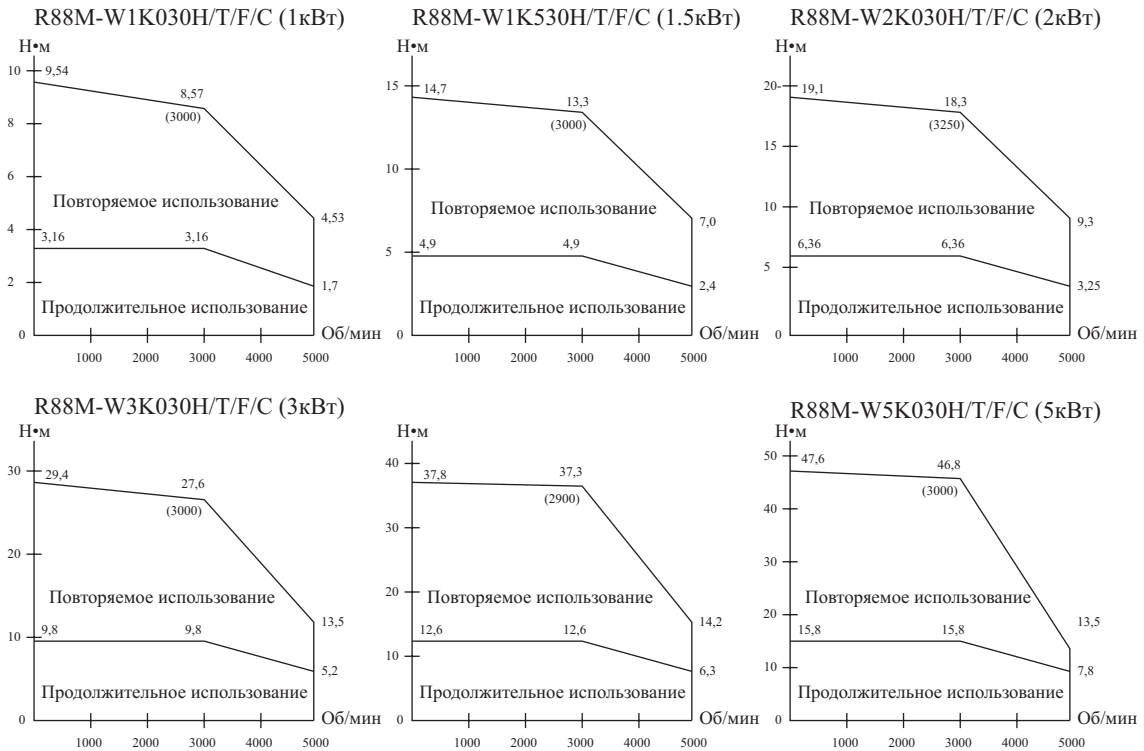 R88M-W1K030H/T/F/C (1кВт)
Н•м
10
9,54
8,57
(3000)
8
6
Повторяемое использование
4,53
4
3,16
3,16
2
1,7
Продолжительное использование
0
Об/мин
1000 2000 3000 4000 5000
R88M-W1K530H/T/F/C (1.5кВт)
Н•м
15
14,7
13,3
(3000)
10
Повторяемое использование
7,0
5
4,9
4,9
2,4
Продолжительное использование
0
Об/мин
1000 2000 3000 4000 5000
R88M-W2K030H/T/F/C (2кВт)
Н•м
20
19,1
18,3
(3250)
15
10
Повторяемое использование
9,3
6,36
6,36
5
3,25
Продолжительное использование
0
Об/мин
1000 2000 3000 4000 5000
R88M-W3K030H/T/F/C (3кВт)
Н•м
30
29,4
27,6
(3000)
20
Повторяемое использование
13,5
10
9,8
9,8
5,2
Продолжительное использование
0
Об/мин
1000 2000 3000 4000 5000
Н•м
40
37,8
37,3
(2900)
30
20
Повторяемое использование
14,2
12,6
12,6
10
6,3
Продолжительное использование
0
Об/мин
1000 2000 3000 4000 5000
R88M-W5K030H/T/F/C (5кВт)
Н•м
50
47,6
46,8
(3000)
40
30
Повторяемое использование
20
13,5
15,8
15,8
10
7,8
Продолжительное использование
0
Об/мин
1000 2000 3000 4000 5000